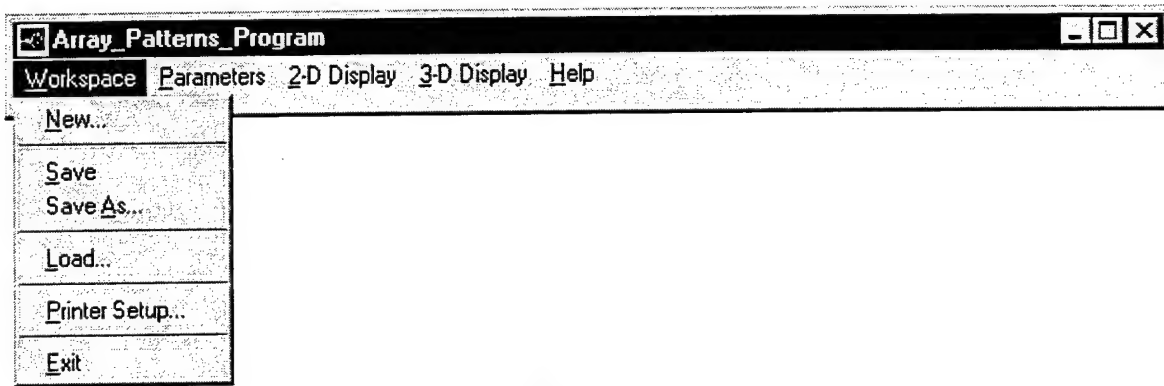 Array_Patterns_Program
Workspace Parameters 2-D Display 3-D Display Help
New...
Save
Save As...
Load...
Printer Setup...
Exit